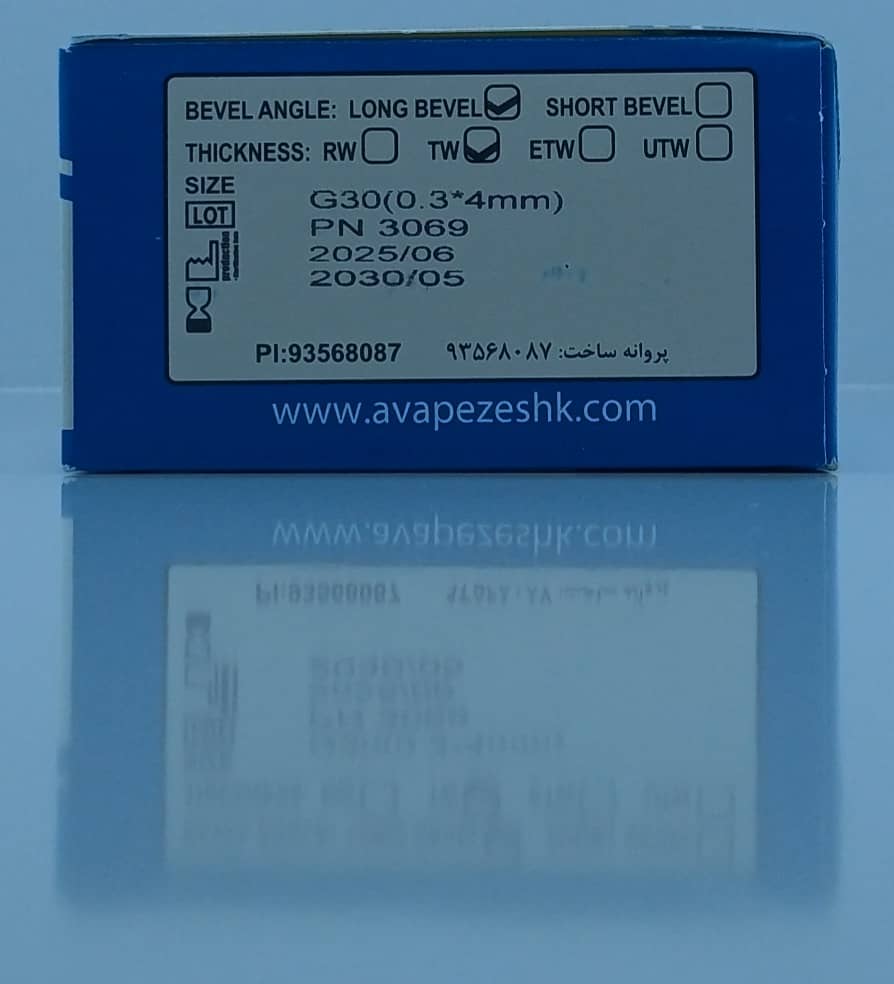 BEVEL ANGLE: LONG BEVEL SHORT BEVEL
THICKNESS: RW TW ETW UTW
SIZE G30(0.3*4mm)
LOT PN 3069
production 2025/06
2030/05
PI:93568087 پروانه ساخت: ۹۳۵۶۸۰۸۷
www.avapezeshk.com